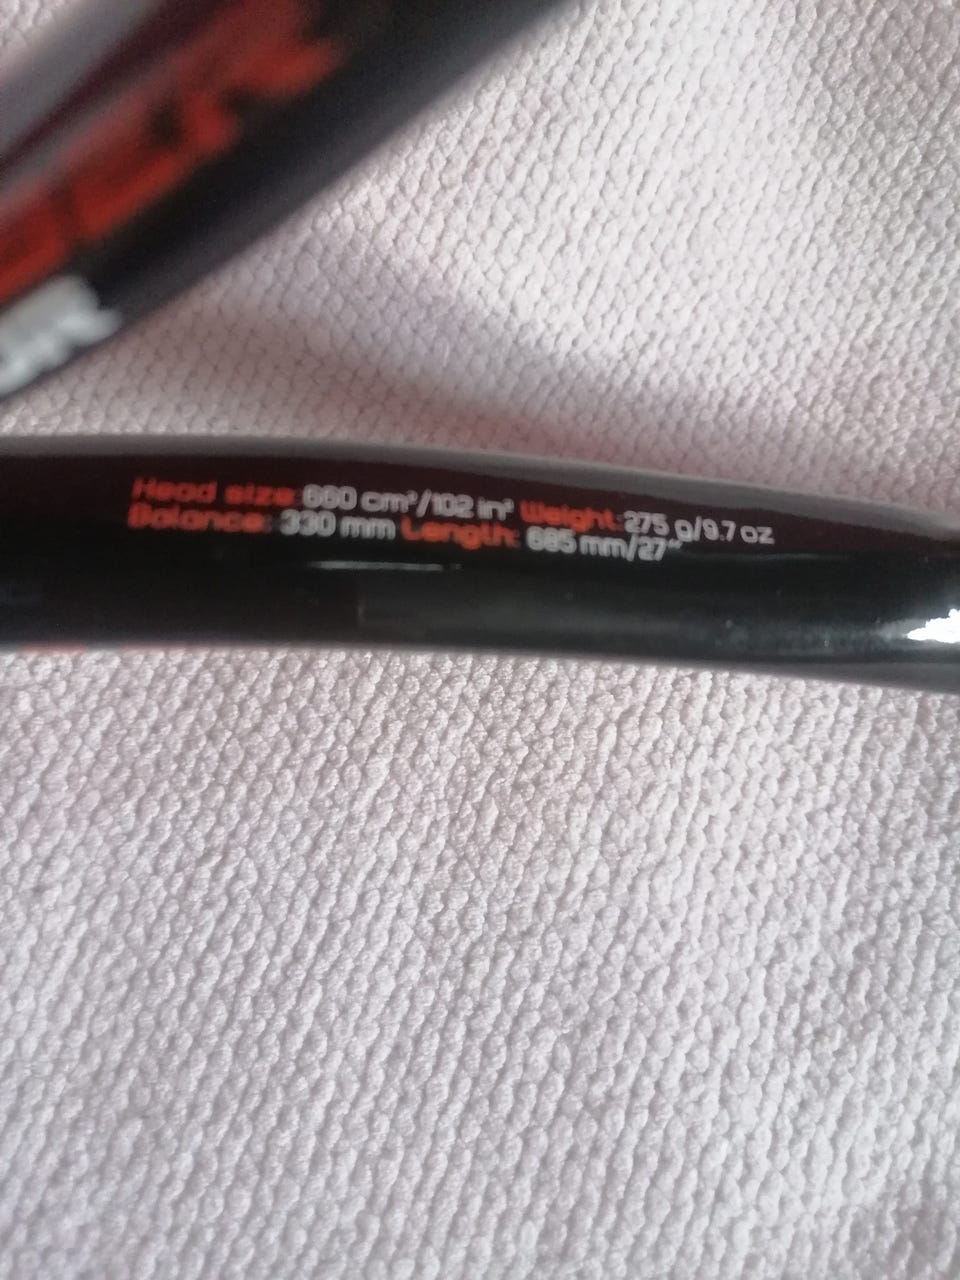 Head size: 660 cm²/102 in² Weight: 275 g/9.7 oz
Balance: 330 mm Length: 685 mm/27"